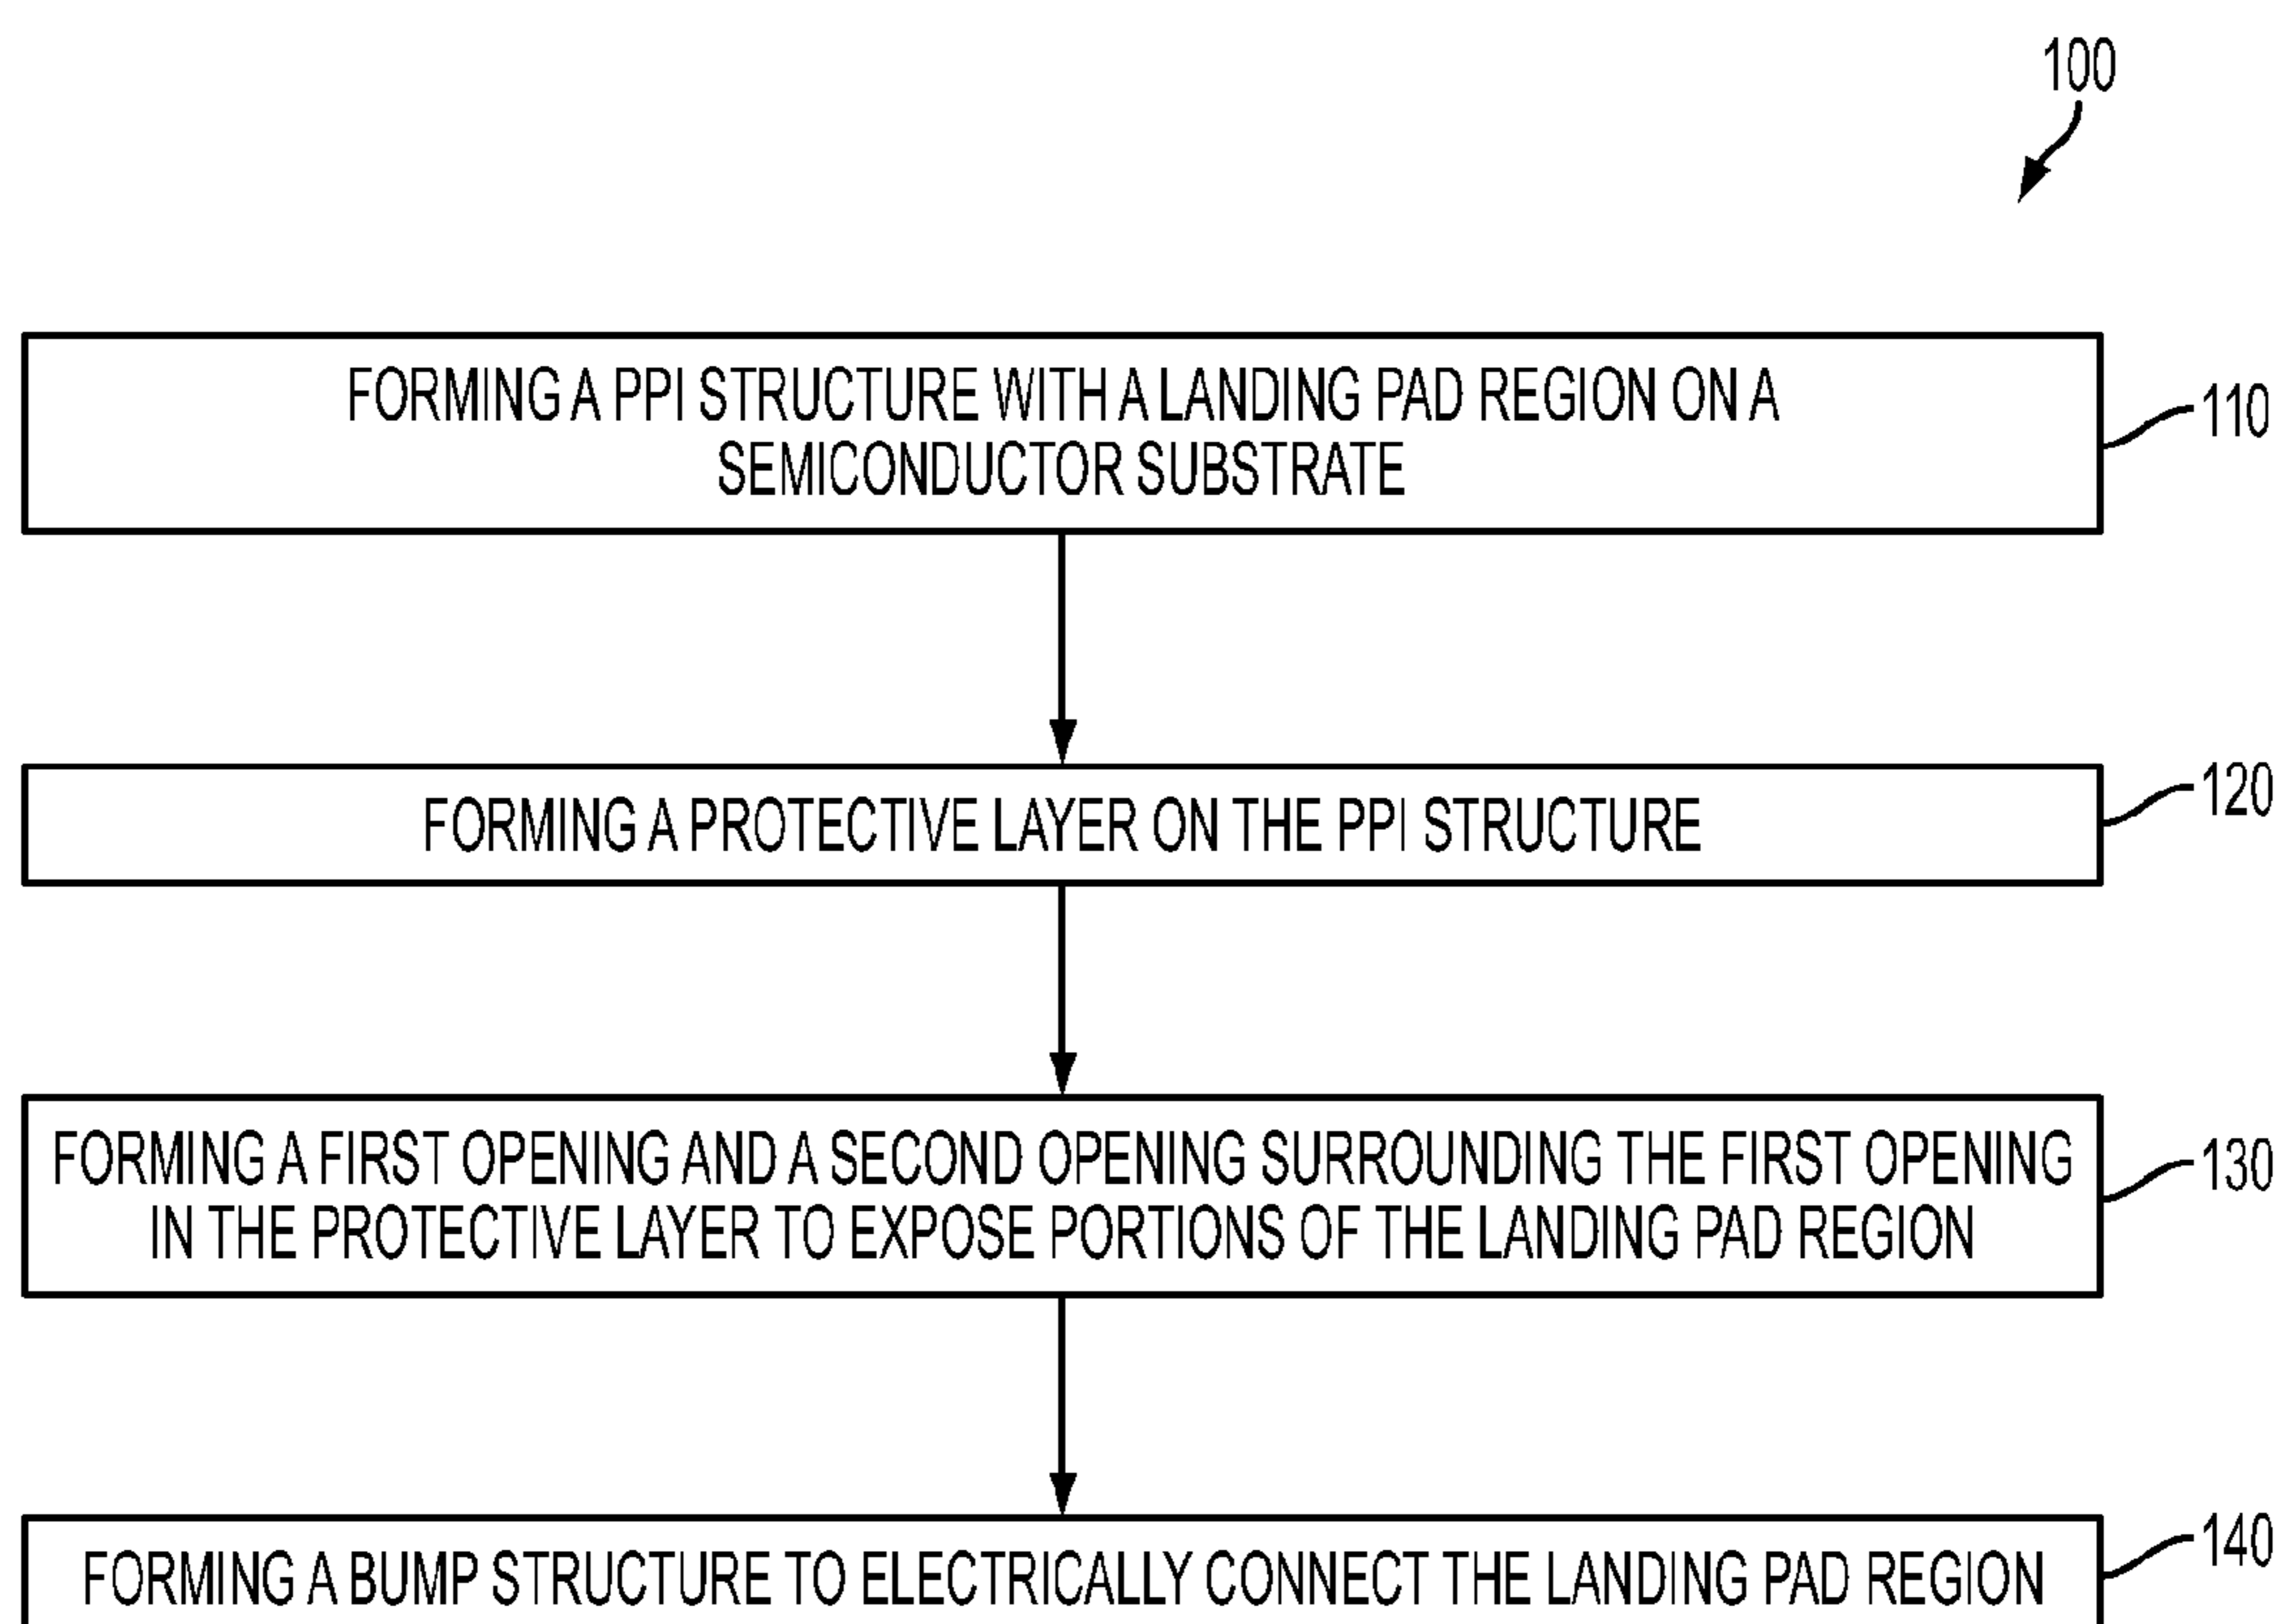 100
FORMING A PPI STRUCTURE WITH A LANDING PAD REGION ON A
SEMICONDUCTOR SUBSTRATE
110
FORMING A PROTECTIVE LAYER ON THE PPI STRUCTURE
120
FORMING A FIRST OPENING AND A SECOND OPENING SURROUNDING THE FIRST OPENING
IN THE PROTECTIVE LAYER TO EXPOSE PORTIONS OF THE LANDING PAD REGION
130
FORMING A BUMP STRUCTURE TO ELECTRICALLY CONNECT THE LANDING PAD REGION
140